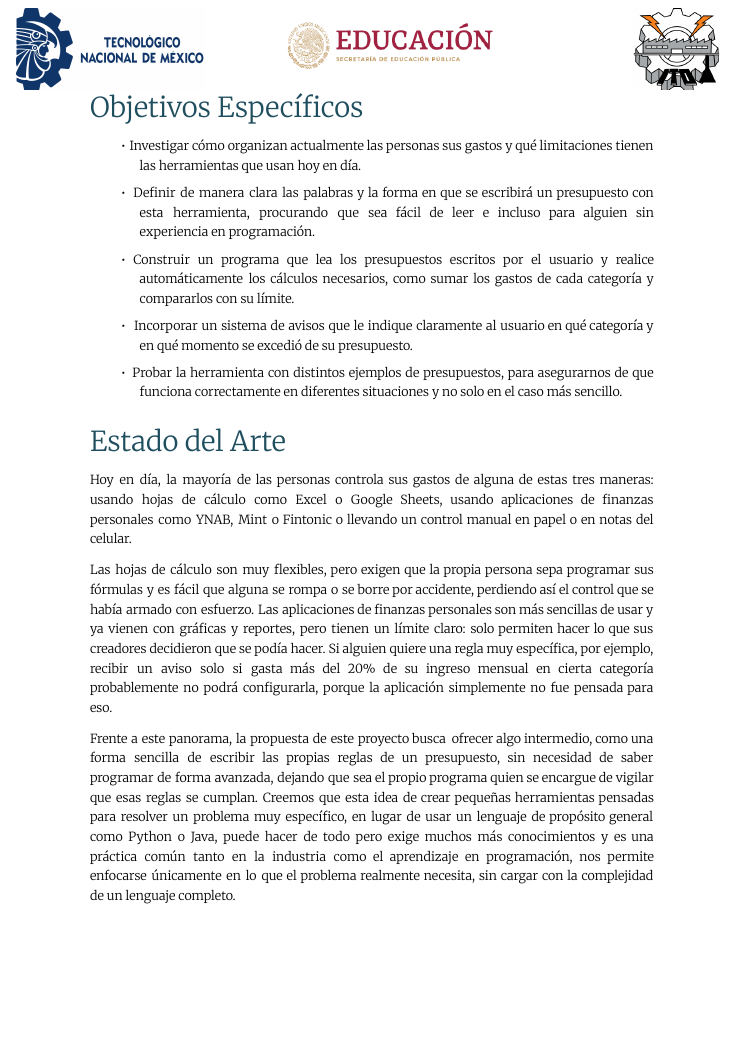 TECNOLÓGICO
NACIONAL DE MÉXICO
EDUCACIÓN
SECRETARÍA DE EDUCACIÓN PÚBLICA
ITO
Objetivos Específicos
· Investigar cómo organizan actualmente las personas sus gastos y qué limitaciones tienen
las herramientas que usan hoy en día.
· Definir de manera clara las palabras y la forma en que se escribirá un presupuesto con
esta herramienta, procurando que sea fácil de leer e incluso para alguien sin
experiencia en programación.
· Construir un programa que lea los presupuestos escritos por el usuario y realice
automáticamente los cálculos necesarios, como sumar los gastos de cada categoría y
compararlos con su límite.
· Incorporar un sistema de avisos que le indique claramente al usuario en qué categoría y
en qué momento se excedió de su presupuesto.
· Probar la herramienta con distintos ejemplos de presupuestos, para asegurarnos de que
funciona correctamente en diferentes situaciones y no solo en el caso más sencillo.
Estado del Arte
Hoy en día, la mayoría de las personas controla sus gastos de alguna de estas tres maneras:
usando hojas de cálculo como Excel o Google Sheets, usando aplicaciones de finanzas
personales como YNAB, Mint o Fintonic o llevando un control manual en papel o en notas del
celular.
Las hojas de cálculo son muy flexibles, pero exigen que la propia persona sepa programar sus
fórmulas y es fácil que alguna se rompa o se borre por accidente, perdiendo así el control que se
había armado con esfuerzo. Las aplicaciones de finanzas personales son más sencillas de usar y
ya vienen con gráficas y reportes, pero tienen un límite claro: solo permiten hacer lo que sus
creadores decidieron que se podía hacer. Si alguien quiere una regla muy específica, por ejemplo,
recibir un aviso solo si gasta más del 20% de su ingreso mensual en cierta categoría
probablemente no podrá configurarla, porque la aplicación simplemente no fue pensada para
eso.
Frente a este panorama, la propuesta de este proyecto busca ofrecer algo intermedio, como una
forma sencilla de escribir las propias reglas de un presupuesto, sin necesidad de saber
programar de forma avanzada, dejando que sea el propio programa quien se encargue de vigilar
que esas reglas se cumplan. Creemos que esta idea de crear pequeñas herramientas pensadas
para resolver un problema muy específico, en lugar de usar un lenguaje de propósito general
como Python o Java, puede hacer de todo pero exige muchos más conocimientos y es una
práctica común tanto en la industria como el aprendizaje en programación, nos permite
enfocarse únicamente en lo que el problema realmente necesita, sin cargar con la complejidad
de un lenguaje completo.